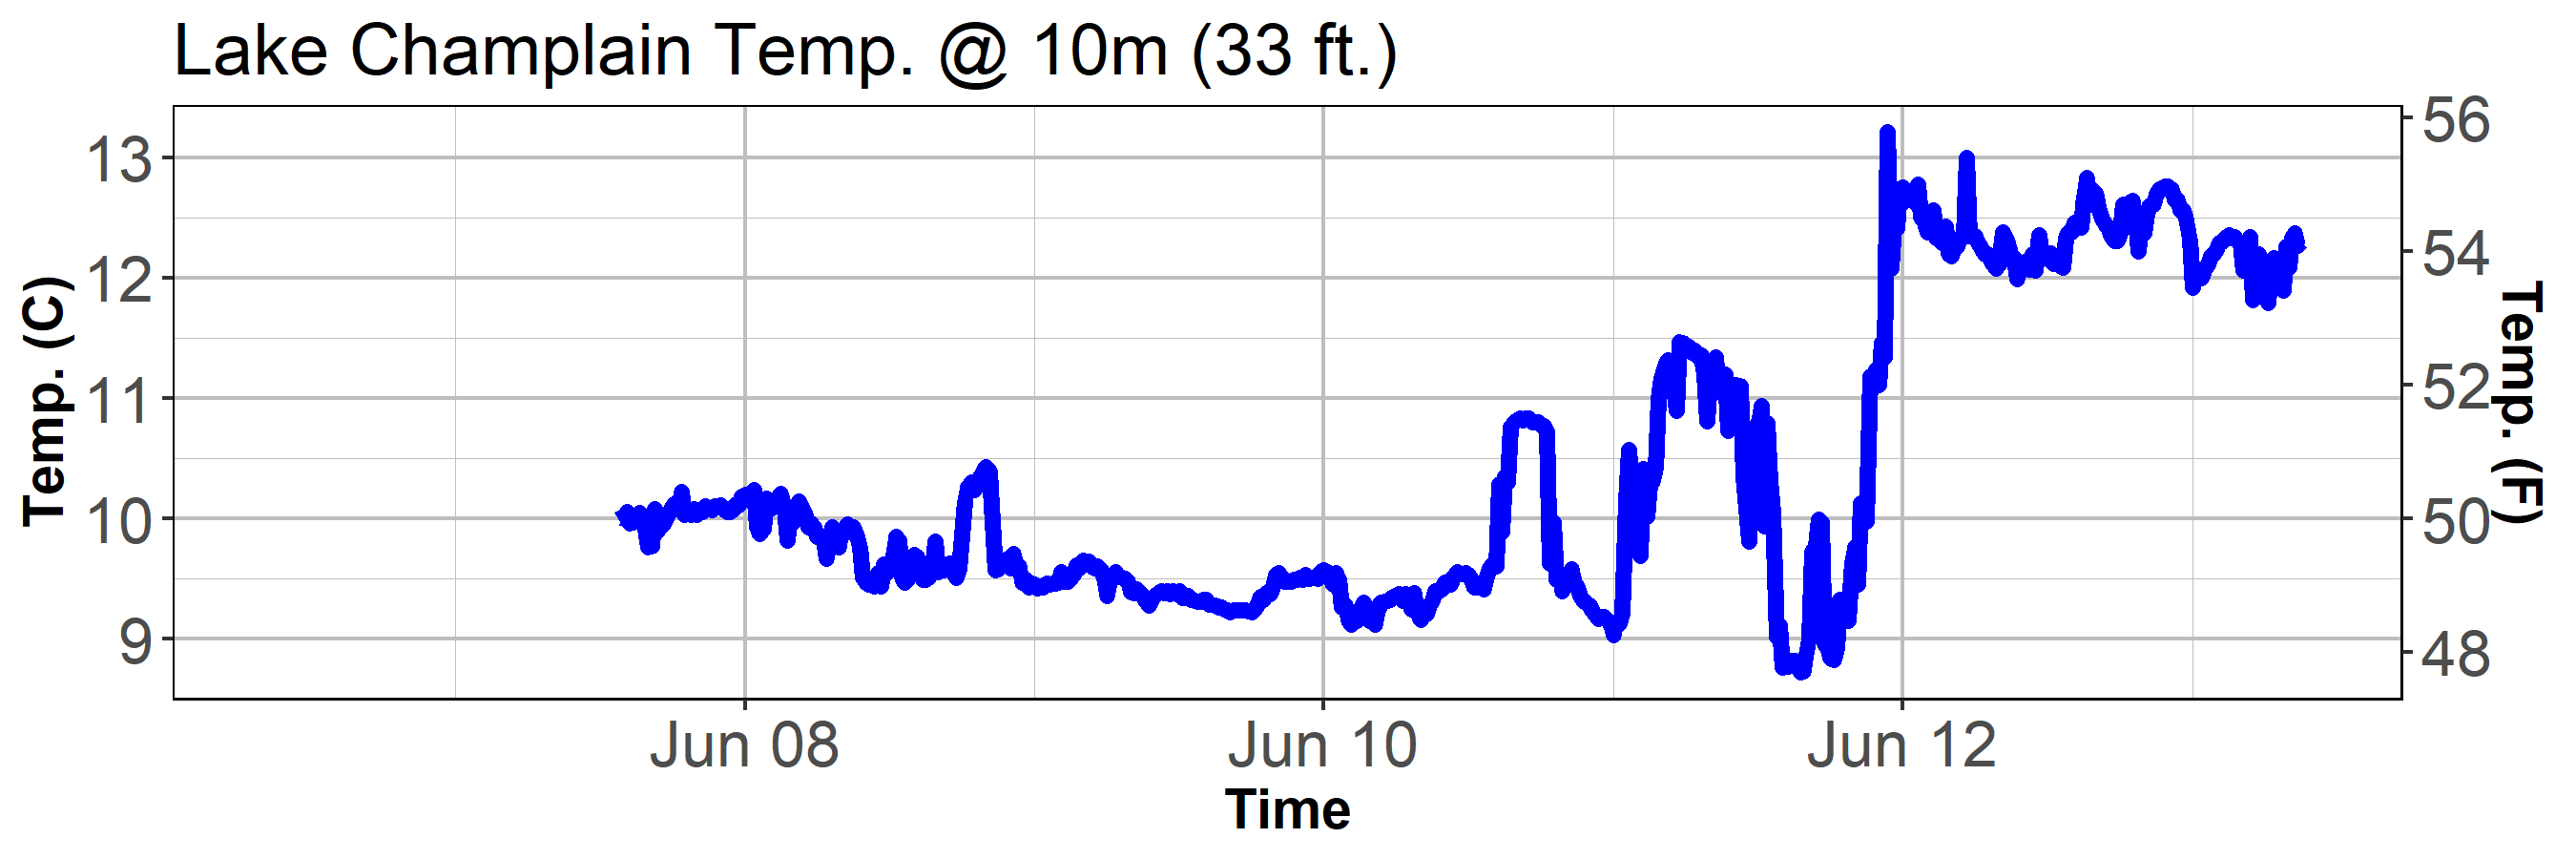 Lake Champlain Temp. @ 10m (33 ft.)
13
12
11
10
9
Temp. (C)
56
54
52
50
48
Temp. (F)
Jun 08
Jun 10
Jun 12
Time